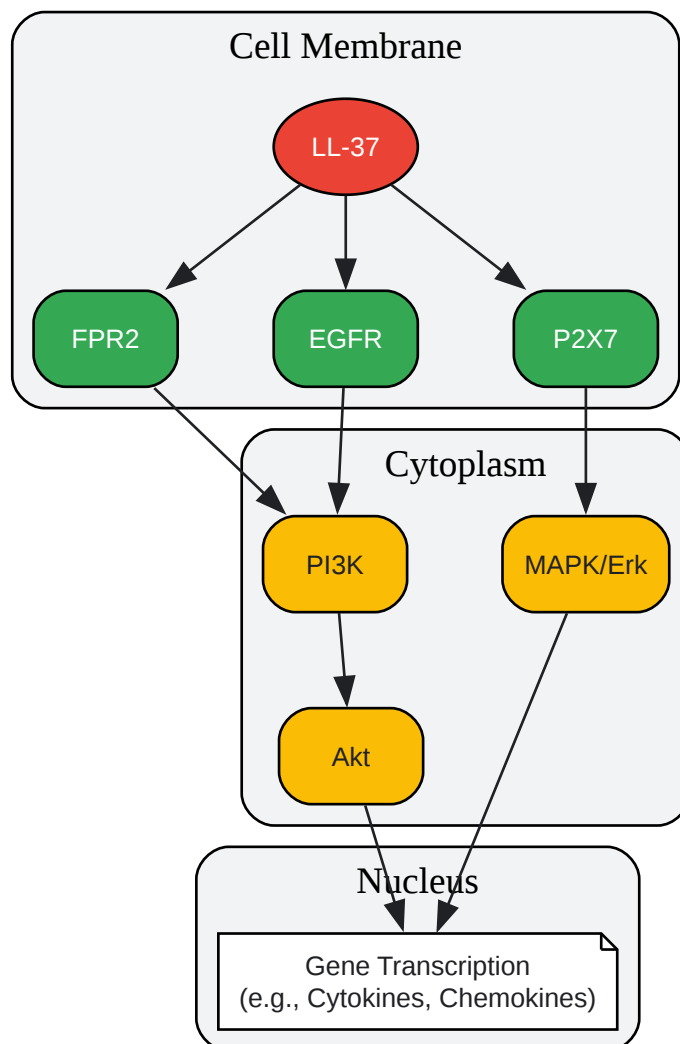 Cell Membrane
LL-37
FPR2
EGFR
P2X7
Cytoplasm
PI3K
MAPK/Erk
Akt
Nucleus
Gene Transcription
(e.g., Cytokines, Chemokines)